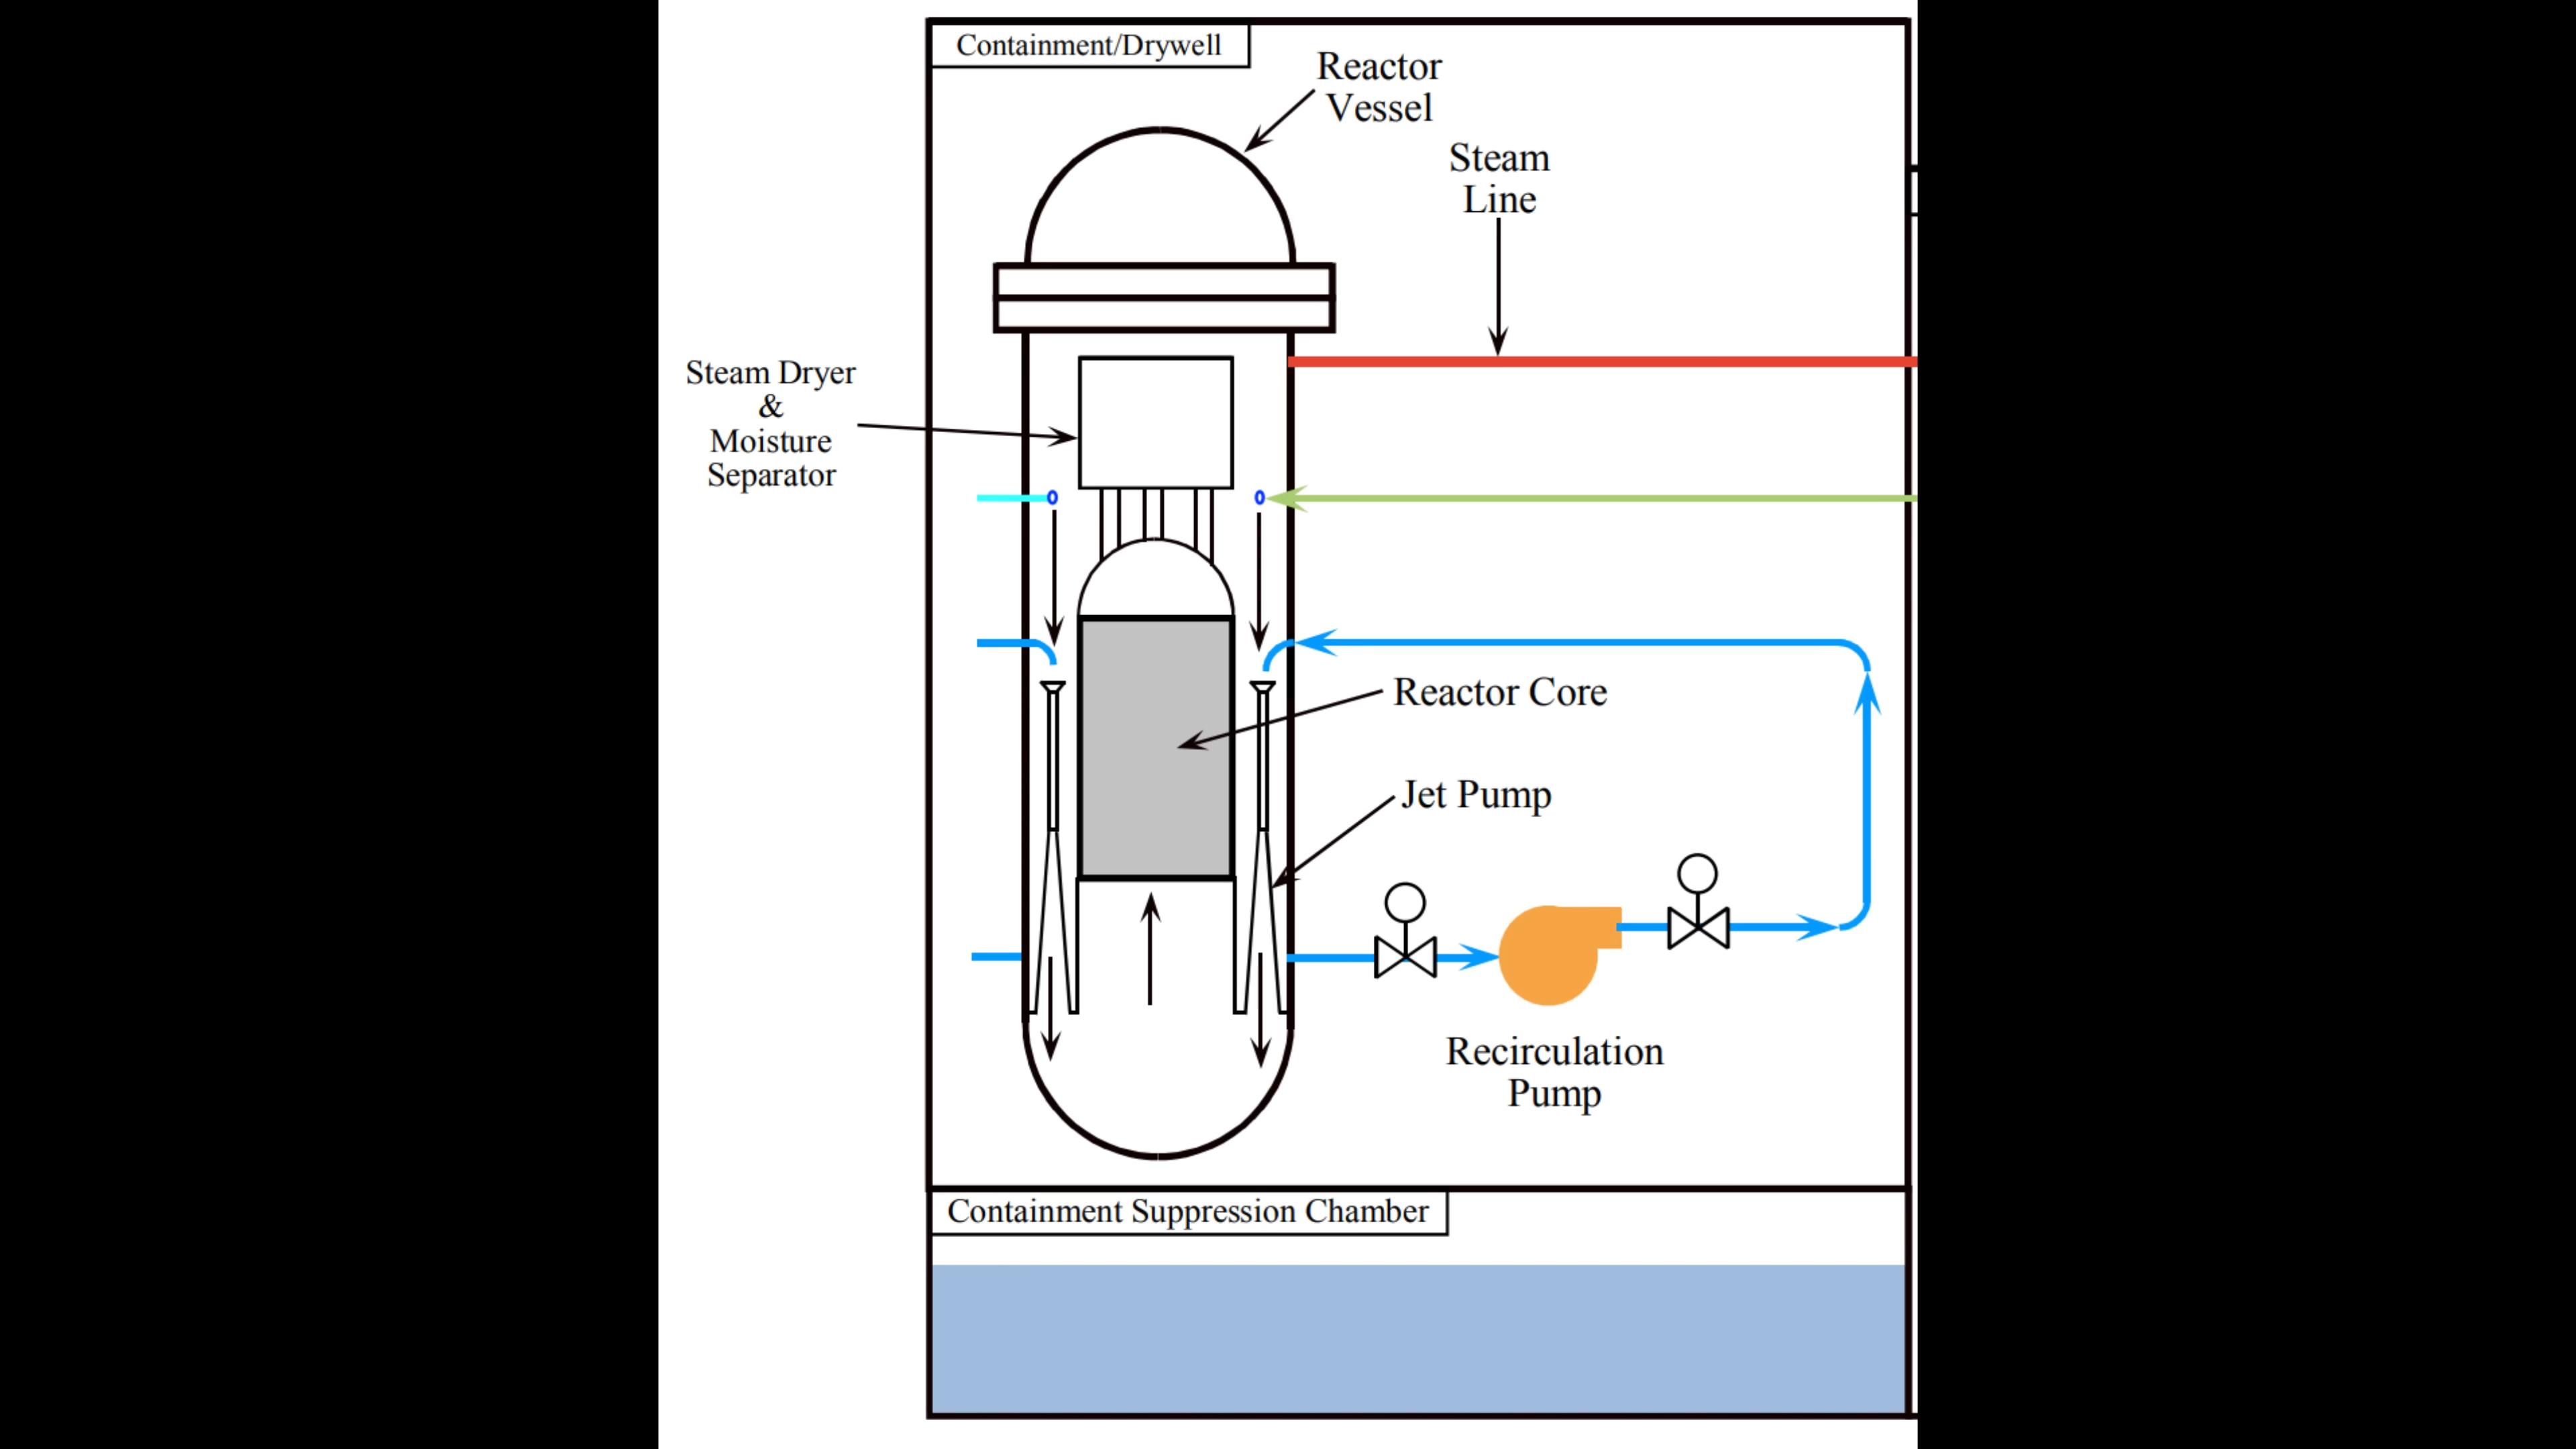 Containment/Drywell
Reactor
Vessel
Steam
Line
Steam Dryer
&
Moisture
Separator
Reactor Core
Jet Pump
Recirculation
Pump
Containment Suppression Chamber